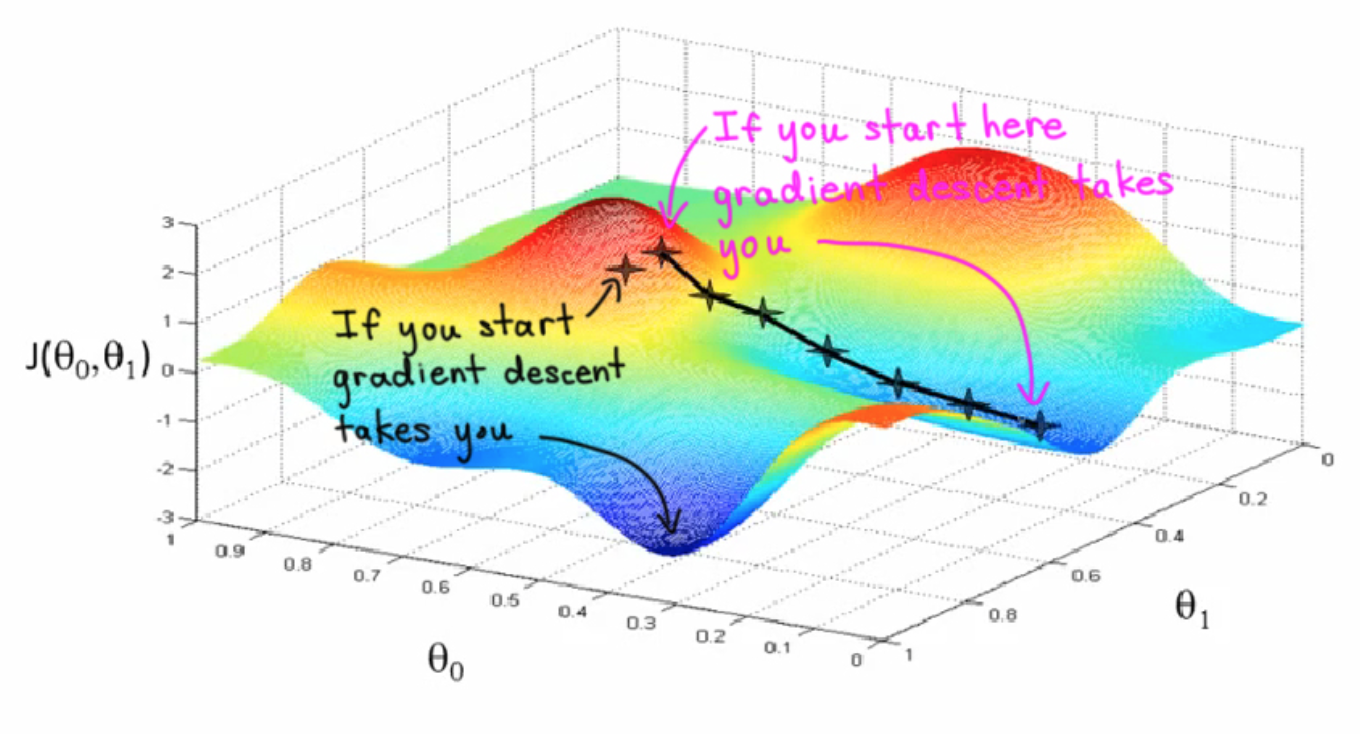 If you start here
gradient descent takes
you
If you start
gradient descent
takes you
J(θ₀,θ₁)
3
2
1
0
-1
-2
-3
1
0.9
0.8
0.7
0.6
0.5
0.4
0.3
0.2
0.1
0
θ₀
0
0.2
0.4
0.6
0.8
1
θ₁